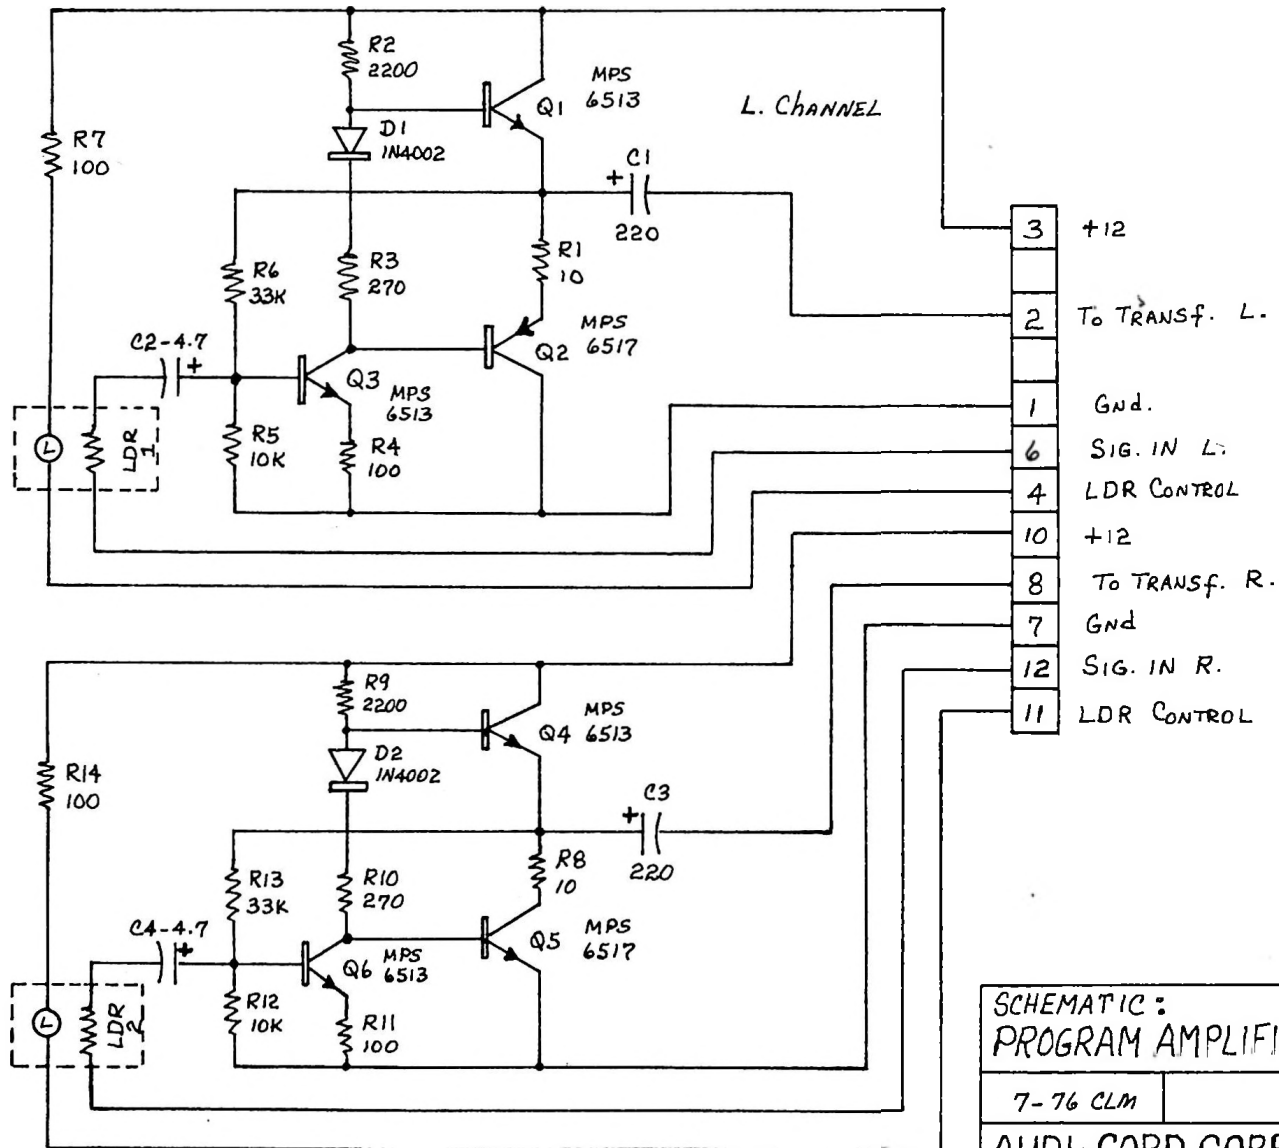 R2
2200
MPS
6513
Q1
L. CHANNEL
R7
100
D1
1N4002
C1
+
220
R6
33K
R3
270
R1
10
C2-4.7
+
MPS
6517
Q2
Q3
MPS
6513
L
LDR
1
R5
10K
R4
100
3 +12
2 TO TRANSF. L.
1 GNd.
6 SIG. IN L.
4 LDR CONTROL
10 +12
8 TO TRANSF. R.
7 GNd
12 SIG. IN R.
11 LDR CONTROL
R9
2200
MPS
6513
Q4
R14
100
D2
1N4002
C3
+
220
R13
33K
R10
270
R8
10
C4-4.7
+
MPS
6517
Q5
Q6
MPS
6513
L
LDR
2
R12
10K
R11
100
SCHEMATIC:
PROGRAM AMPLIFI
7-76 CLM